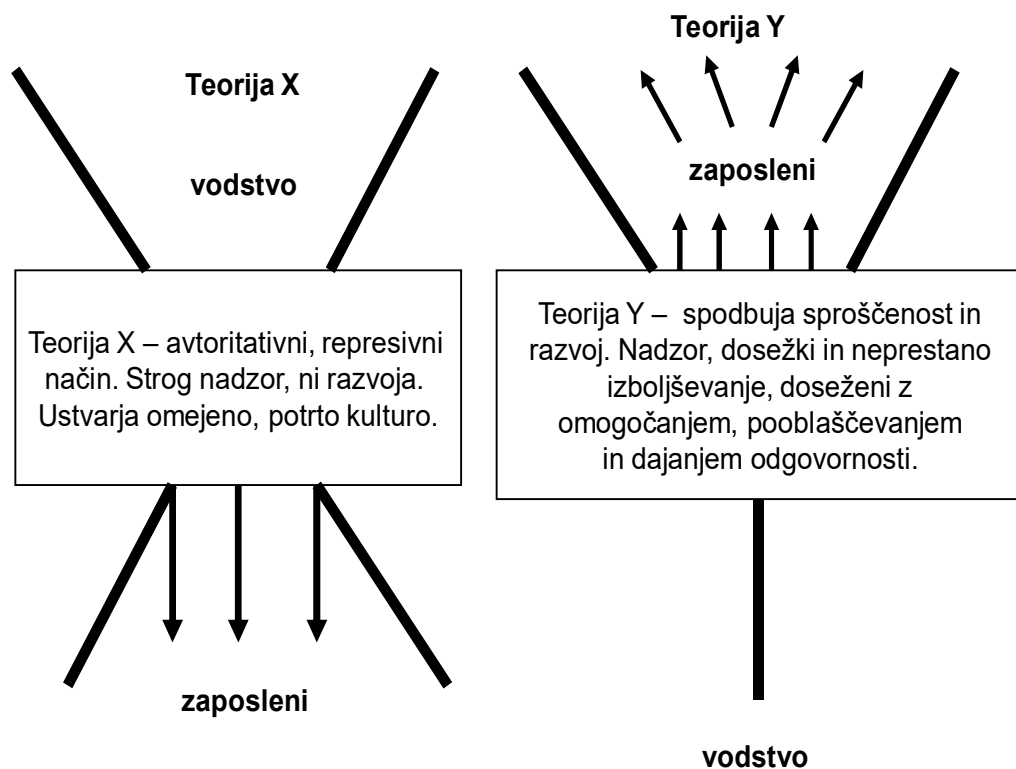 Teorija X
vodstvo
Teorija X – avtoritativni, represivni
način. Strog nadzor, ni razvoja.
Ustvarja omejeno, potrto kulturo.
zaposleni
Teorija Y
zaposleni
Teorija Y – spodbuja sproščenost in
razvoj. Nadzor, dosežki in neprestano
izboljševanje, doseženi z
omogočanjem, pooblaščevanjem
in dajanjem odgovornosti.
vodstvo